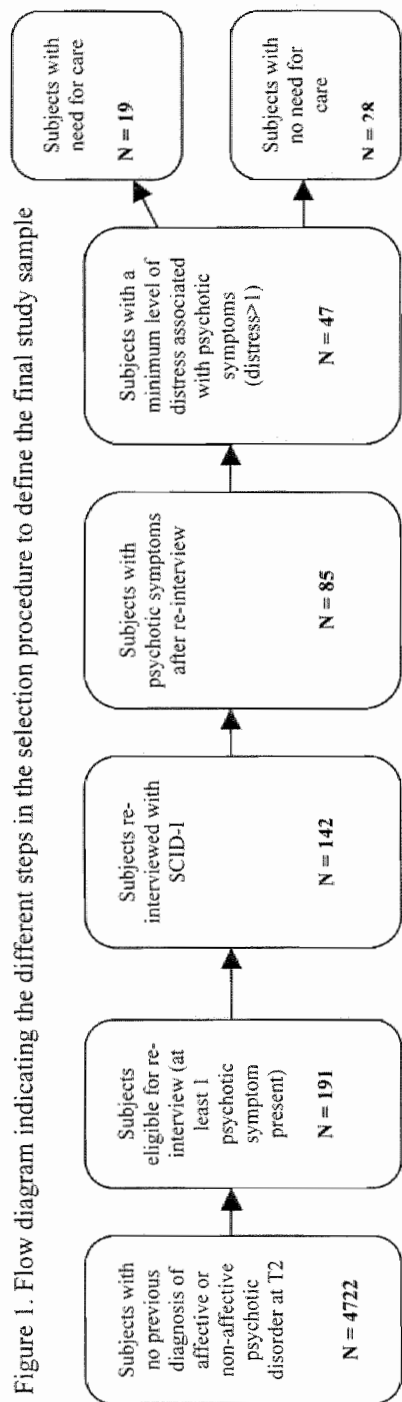 Figure 1. Flow diagram indicating the different steps in the selection procedure to define the final study sample
Subjects with
no previous
diagnosis of
affective or
non-affective
psychotic
disorder at T2
N = 4722
Subjects
eligible for re-
interview (at
least 1
psychotic
symptom
present)
N = 191
Subjects re-
interviewed with
SCID-I
N = 142
Subjects with
psychotic symptoms
after re-interview
N = 85
Subjects with a
minimum level of
distress associated
with psychotic
symptoms
(distress>1)
N = 47
Subjects with
need for care
N = 19
Subjects with
no need for
care
N = 28